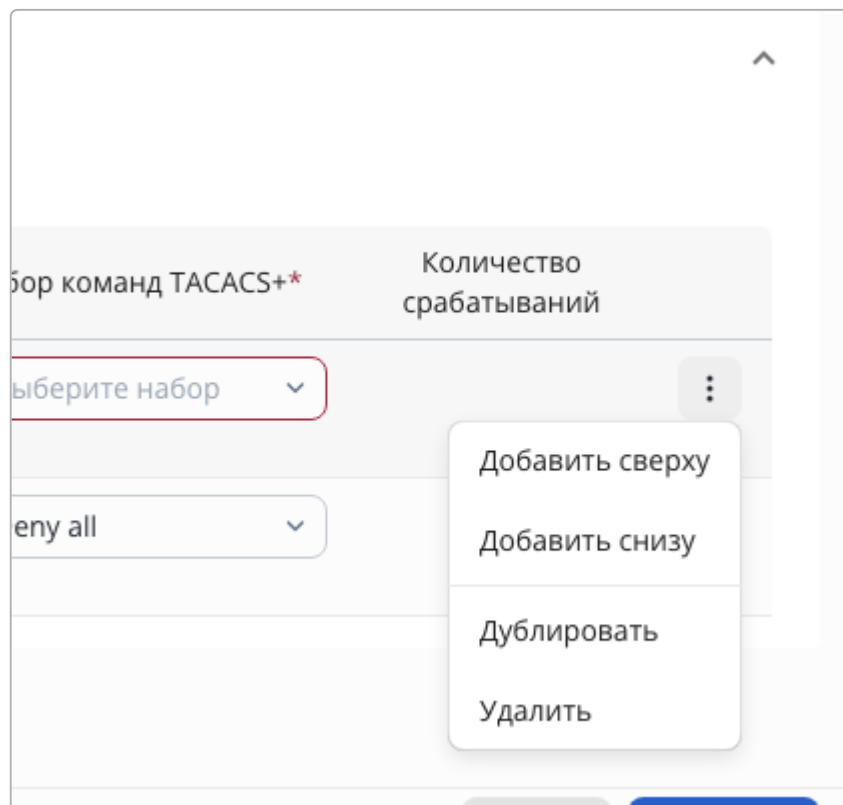 бор команд TACACS+*
Количество
срабатываний
ыберите набор
Добавить сверху
eny all
Добавить снизу
Дублировать
Удалить